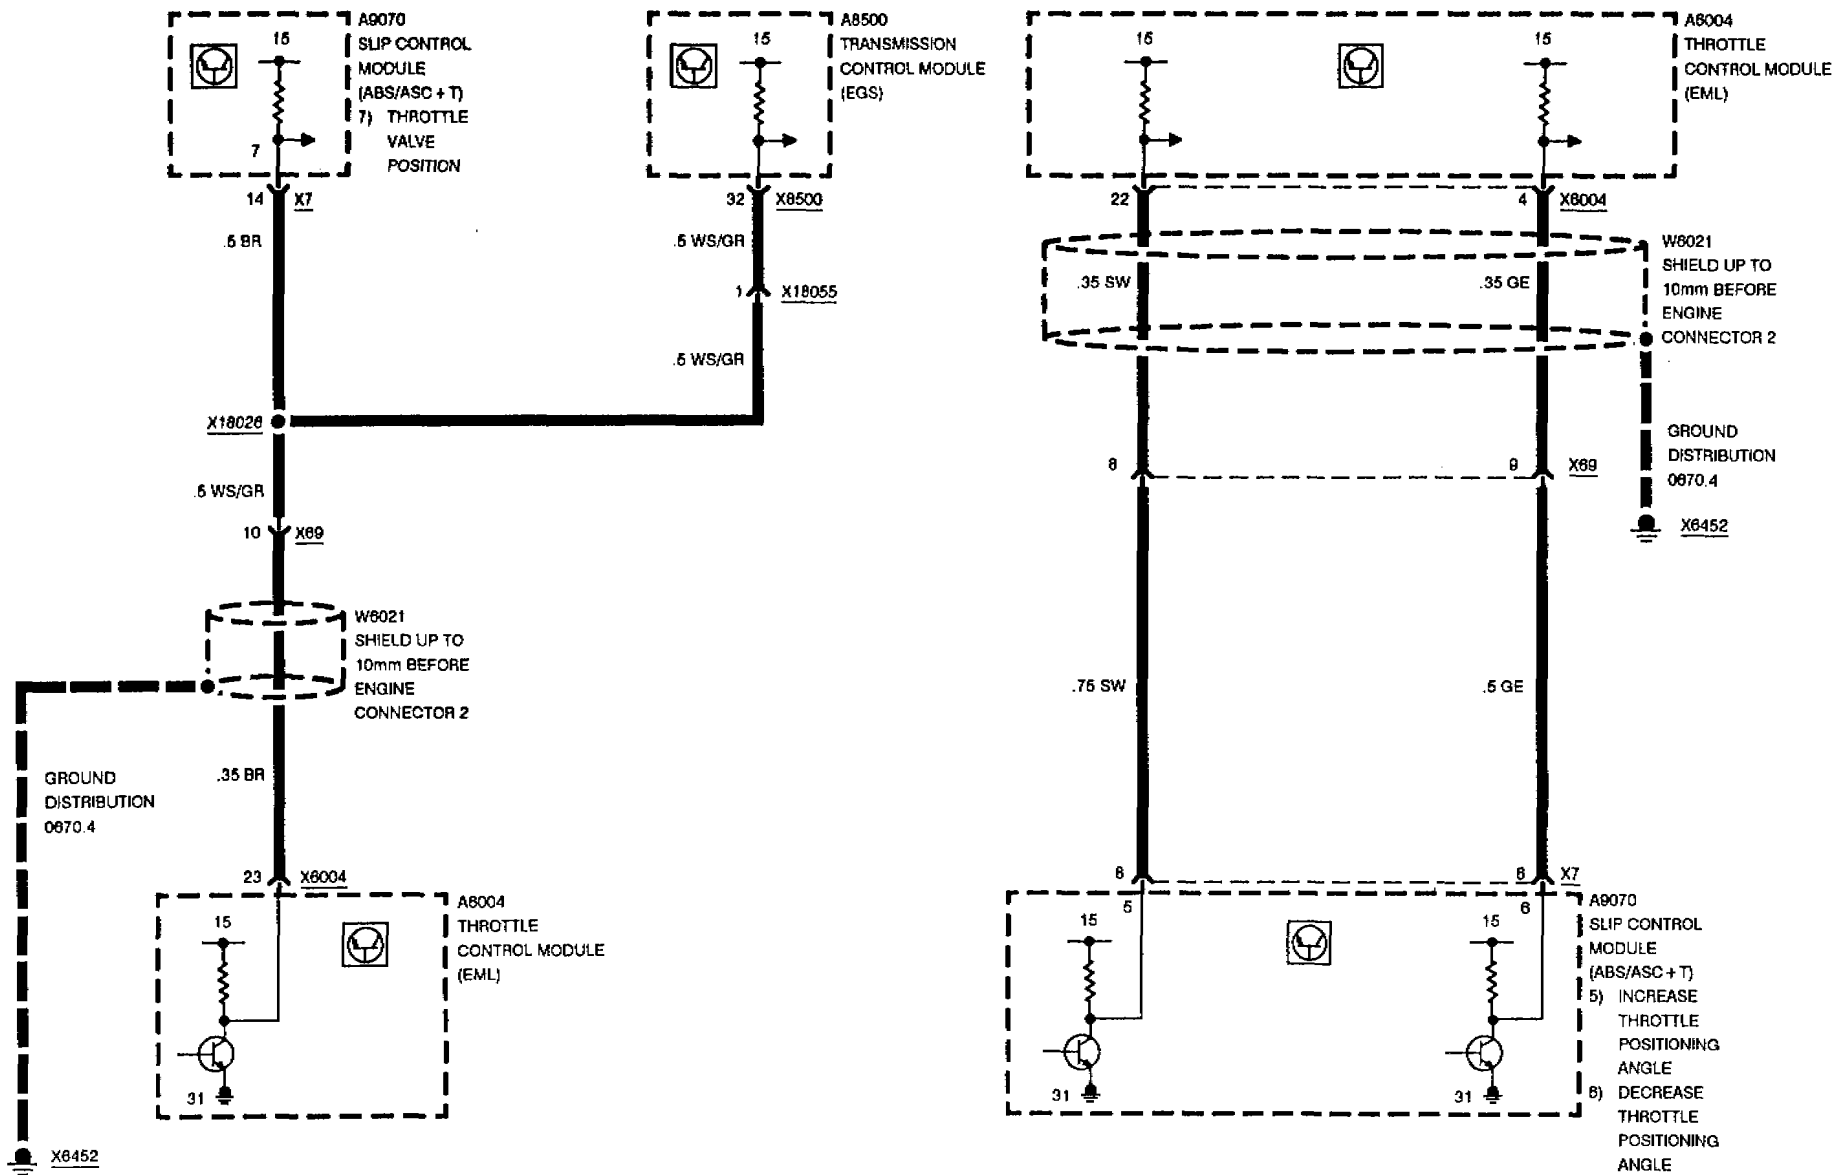 A9070
SLIP CONTROL
MODULE
(ABS/ASC + T)
7) THROTTLE
VALVE
POSITION
15
7
14 X7
.5 BR
A8500
TRANSMISSION
CONTROL MODULE
(EGS)
15
32 X8500
.5 WS/GR
1 X18055
.5 WS/GR
X18026
.5 WS/GR
10 X69
W6021
SHIELD UP TO
10mm BEFORE
ENGINE
CONNECTOR 2
.35 BR
GROUND
DISTRIBUTION
0670.4
23 X6004
A6004
THROTTLE
CONTROL MODULE
(EML)
15
31
X6452
A6004
THROTTLE
CONTROL MODULE
(EML)
15
15
22
4 X6004
W6021
SHIELD UP TO
10mm BEFORE
ENGINE
CONNECTOR 2
.35 SW
.35 GE
GROUND
DISTRIBUTION
0670.4
8
9 X69
X6452
.75 SW
.5 GE
6
8 X7
5
6
A9070
SLIP CONTROL
MODULE
(ABS/ASC + T)
5) INCREASE
THROTTLE
POSITIONING
ANGLE
6) DECREASE
THROTTLE
POSITIONING
ANGLE
15
15
31
31